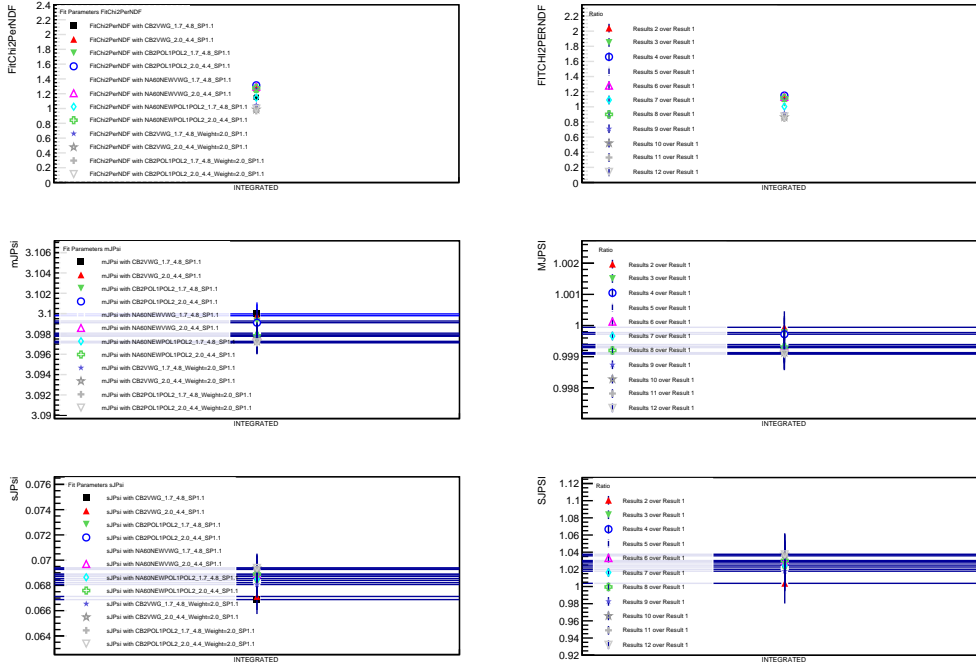 FitChi2PerNDF
2.4
2.2
2
1.8
1.6
1.4
1.2
1
0.8
0.6
0.4
0.2
0
Fit Parameters FitChi2PerNDF
FitChi2PerNDF with CB2VWG_1.7_4.8_SP1.1
FitChi2PerNDF with CB2VWG_2.0_4.4_SP1.1
FitChi2PerNDF with CB2POL1POL2_1.7_4.8_SP1.1
FitChi2PerNDF with CB2POL1POL2_2.0_4.4_SP1.1
FitChi2PerNDF with NA60NEWVWG_1.7_4.8_SP1.1
FitChi2PerNDF with NA60NEWVWG_2.0_4.4_SP1.1
FitChi2PerNDF with NA60NEWPOL1POL2_1.7_4.8_SP1.1
FitChi2PerNDF with NA60NEWPOL1POL2_2.0_4.4_SP1.1
FitChi2PerNDF with CB2VWG_1.7_4.8_Weight=2.0_SP1.1
FitChi2PerNDF with CB2VWG_2.0_4.4_Weight=2.0_SP1.1
FitChi2PerNDF with CB2POL1POL2_1.7_4.8_Weight=2.0_SP1.1
FitChi2PerNDF with CB2POL1POL2_2.0_4.4_Weight=2.0_SP1.1
INTEGRATED
FITCHI2PERNDF
2.2
2
1.8
1.6
1.4
1.2
1
0.8
0.6
0.4
0.2
0
Ratio
Results 2 over Result 1
Results 3 over Result 1
Results 4 over Result 1
Results 5 over Result 1
Results 6 over Result 1
Results 7 over Result 1
Results 8 over Result 1
Results 9 over Result 1
Results 10 over Result 1
Results 11 over Result 1
Results 12 over Result 1
INTEGRATED
mJPsi
3.106
3.104
3.102
3.1
3.098
3.096
3.094
3.092
3.09
Fit Parameters mJPsi
mJPsi with CB2VWG_1.7_4.8_SP1.1
mJPsi with CB2VWG_2.0_4.4_SP1.1
mJPsi with CB2POL1POL2_1.7_4.8_SP1.1
mJPsi with CB2POL1POL2_2.0_4.4_SP1.1
mJPsi with NA60NEWVWG_1.7_4.8_SP1.1
mJPsi with NA60NEWVWG_2.0_4.4_SP1.1
mJPsi with NA60NEWPOL1POL2_1.7_4.8_SP1.1
mJPsi with NA60NEWPOL1POL2_2.0_4.4_SP1.1
mJPsi with CB2VWG_1.7_4.8_Weight=2.0_SP1.1
mJPsi with CB2VWG_2.0_4.4_Weight=2.0_SP1.1
mJPsi with CB2POL1POL2_1.7_4.8_Weight=2.0_SP1.1
mJPsi with CB2POL1POL2_2.0_4.4_Weight=2.0_SP1.1
INTEGRATED
MJPSI
1.002
1.001
1
0.999
0.998
Ratio
Results 2 over Result 1
Results 3 over Result 1
Results 4 over Result 1
Results 5 over Result 1
Results 6 over Result 1
Results 7 over Result 1
Results 8 over Result 1
Results 9 over Result 1
Results 10 over Result 1
Results 11 over Result 1
Results 12 over Result 1
INTEGRATED
sJPsi
0.076
0.074
0.072
0.07
0.068
0.066
0.064
Fit Parameters sJPsi
sJPsi with CB2VWG_1.7_4.8_SP1.1
sJPsi with CB2VWG_2.0_4.4_SP1.1
sJPsi with CB2POL1POL2_1.7_4.8_SP1.1
sJPsi with CB2POL1POL2_2.0_4.4_SP1.1
sJPsi with NA60NEWVWG_1.7_4.8_SP1.1
sJPsi with NA60NEWVWG_2.0_4.4_SP1.1
sJPsi with NA60NEWPOL1POL2_1.7_4.8_SP1.1
sJPsi with NA60NEWPOL1POL2_2.0_4.4_SP1.1
sJPsi with CB2VWG_1.7_4.8_Weight=2.0_SP1.1
sJPsi with CB2VWG_2.0_4.4_Weight=2.0_SP1.1
sJPsi with CB2POL1POL2_1.7_4.8_Weight=2.0_SP1.1
sJPsi with CB2POL1POL2_2.0_4.4_Weight=2.0_SP1.1
INTEGRATED
SJPSI
1.12
1.1
1.08
1.06
1.04
1.02
1
0.98
0.96
0.94
0.92
Ratio
Results 2 over Result 1
Results 3 over Result 1
Results 4 over Result 1
Results 5 over Result 1
Results 6 over Result 1
Results 7 over Result 1
Results 8 over Result 1
Results 9 over Result 1
Results 10 over Result 1
Results 11 over Result 1
Results 12 over Result 1
INTEGRATED